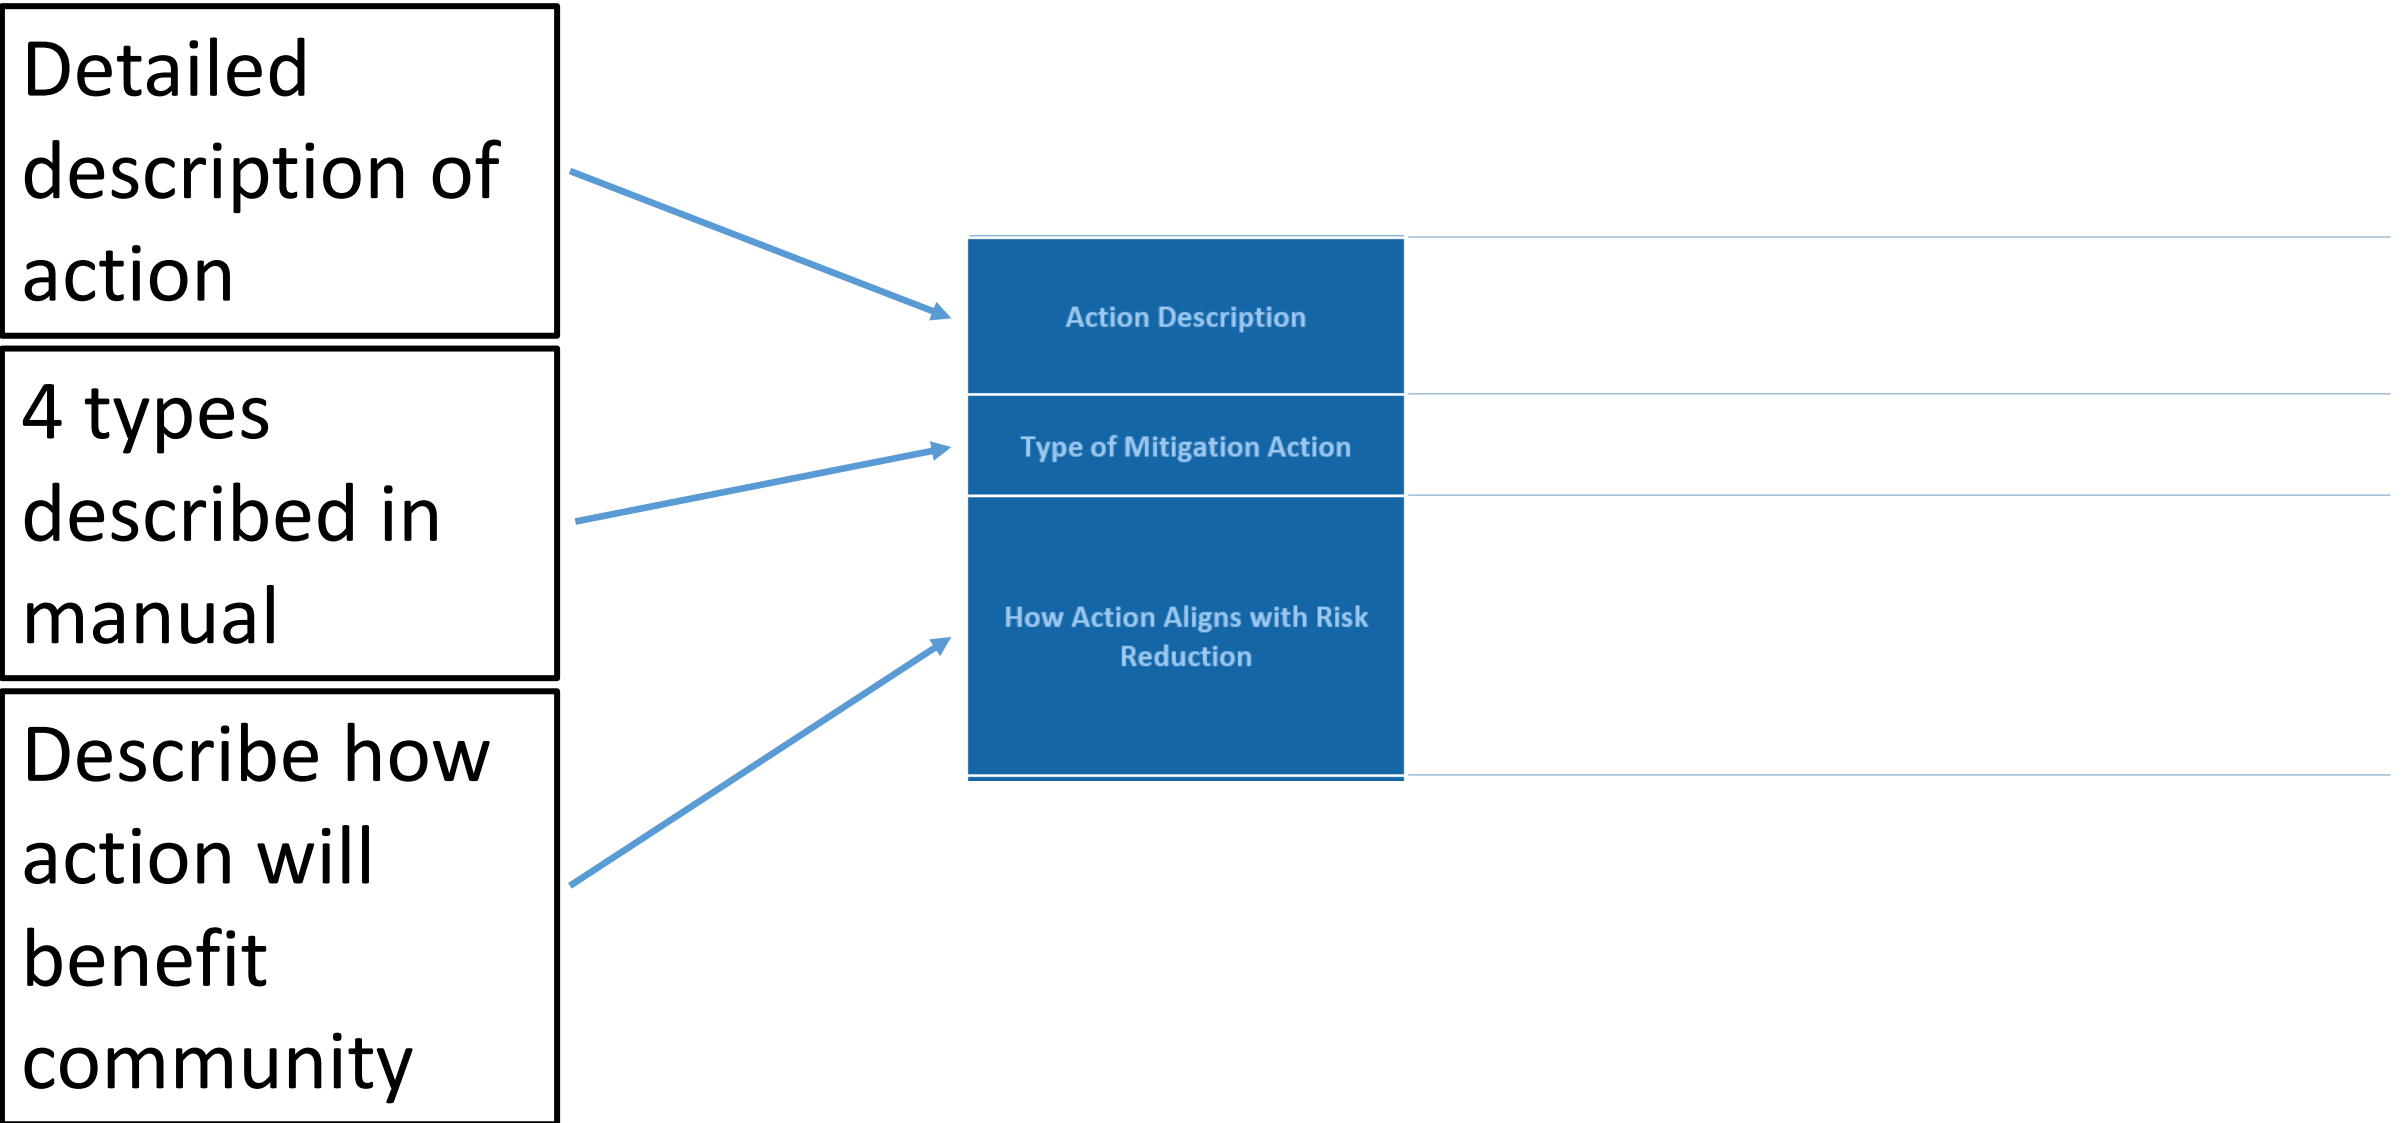 Detailed
description of
action
4 types
described in
manual
Describe how
action will
benefit
community
Action Description
Type of Mitigation Action
How Action Aligns with Risk
Reduction